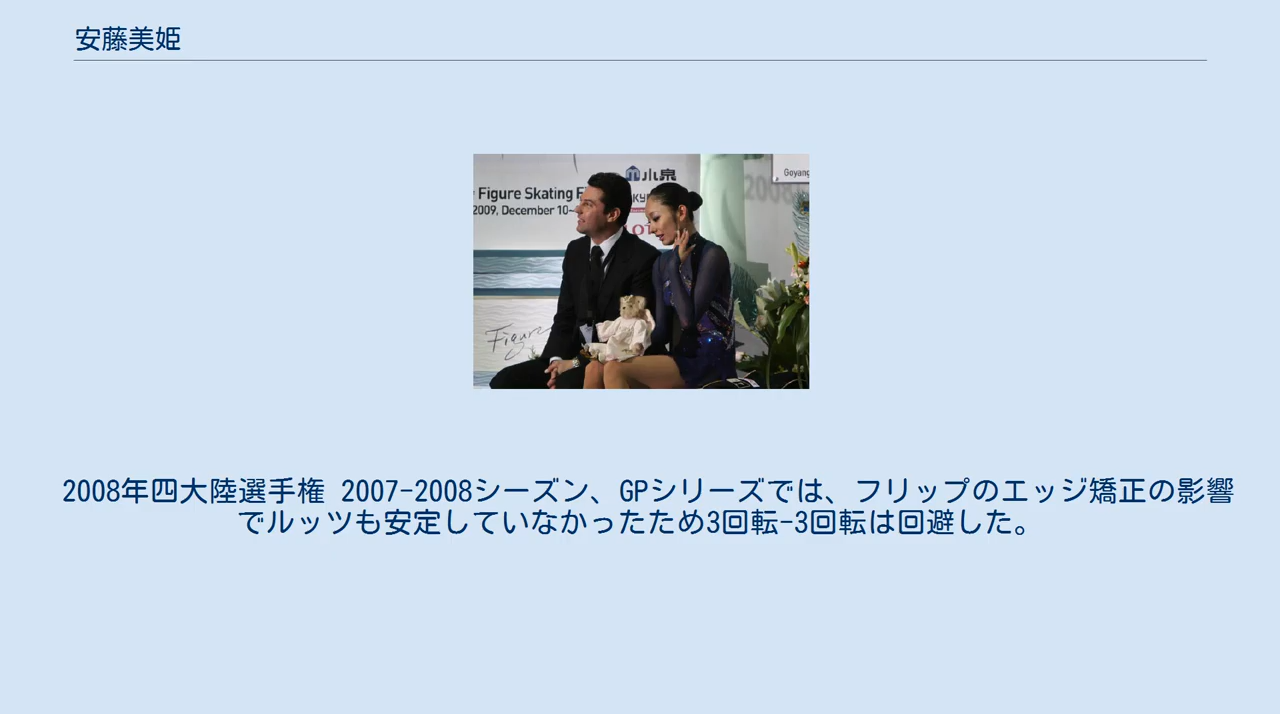 安藤美姫
小泉
Figure Skating F
2009, December 10~
KY
LOT
2008
Goyang
Figure
2008年四大陸選手権 2007-2008シーズン、GPシリーズでは、フリップのエッジ矯正の影響
でルッツも安定していなかったため3回転-3回転は回避した。